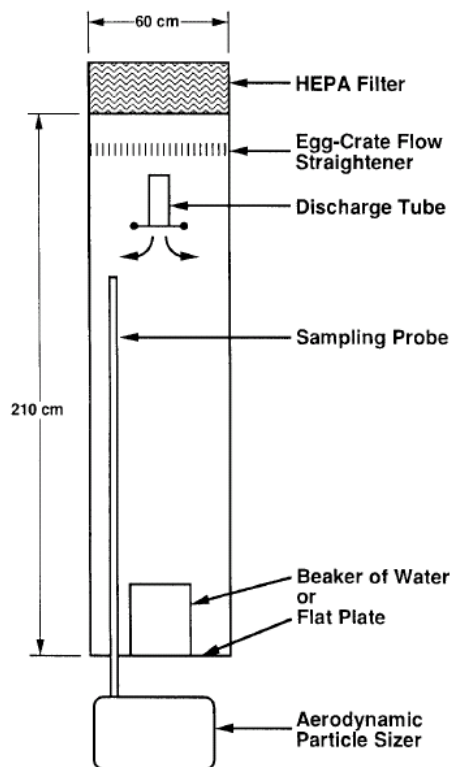 60 cm
HEPA Filter
Egg-Crate Flow
Straightener
Discharge Tube
Sampling Probe
210 cm
Beaker of Water
or
Flat Plate
Aerodynamic
Particle Sizer